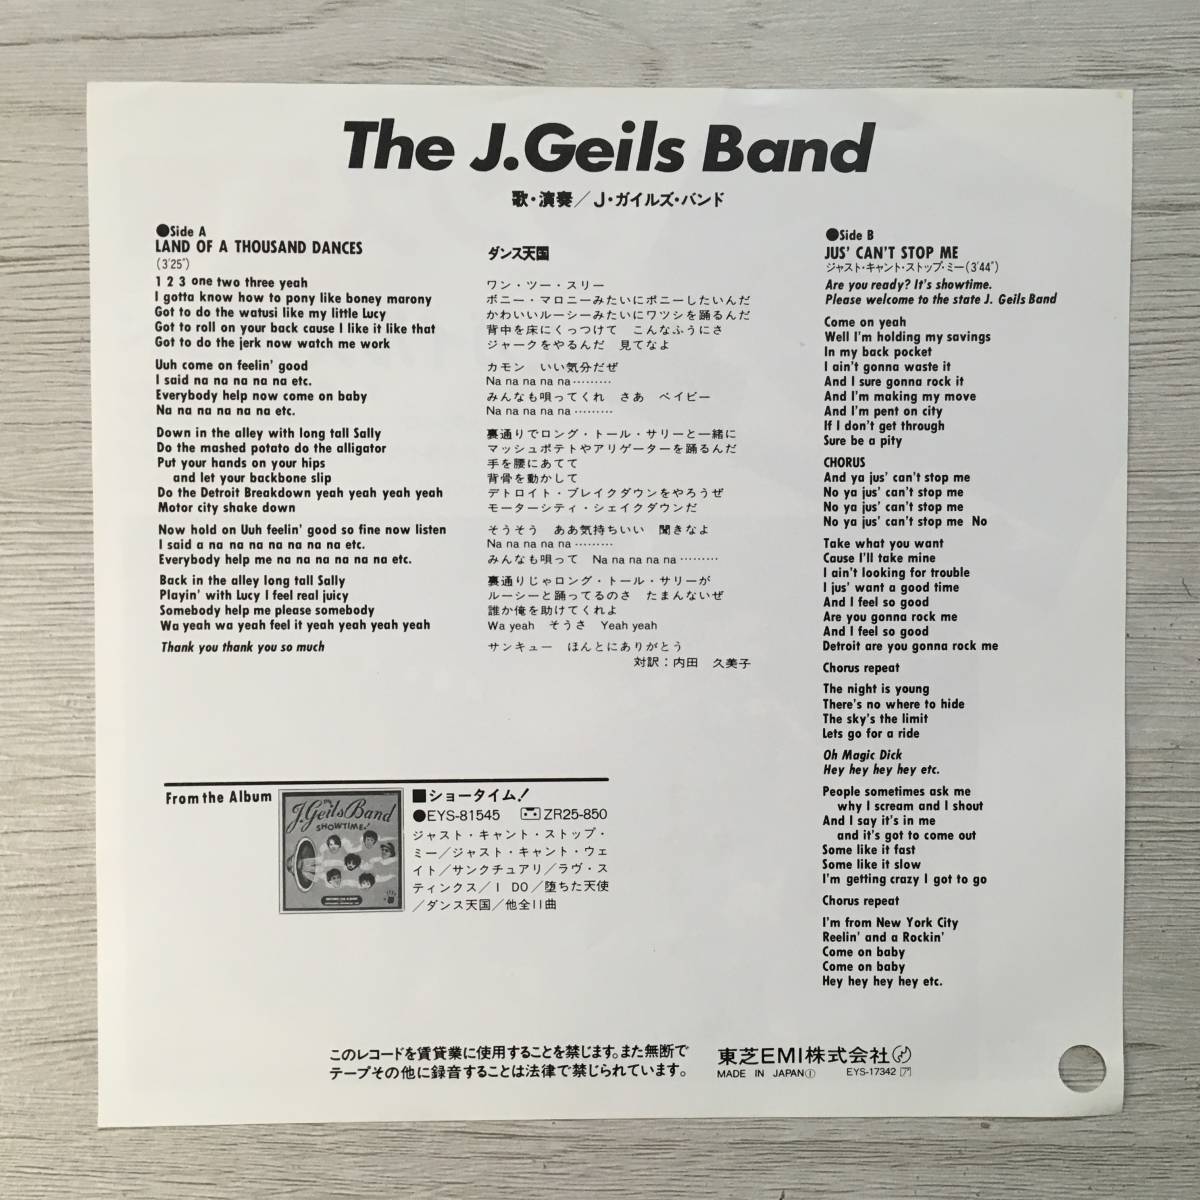 The J.Geils Band
歌・演奏/J・ガイルズ・バンド
●Side A
LAND OF A THOUSAND DANCES
(3'25")
1 2 3 one two three yeah
I gotta know how to pony like boney marony
Got to do the watusi like my little Lucy
Got to roll on your back cause I like it like that
Got to do the jerk now watch me work
Uuh come on feelin' good
I said na na na na na etc.
Everybody help now come on baby
Na na na na na na etc.
Down in the alley with long tall Sally
Do the mashed potato do the alligator
Put your hands on your hips
and let your backbone slip
Do the Detroit Breakdown yeah yeah yeah yeah
Motor city shake down
Now hold on Uuh feelin' good so fine now listen
I said a na na na na na na na etc.
Everybody help me na na na na na na etc.
Back in the alley long tall Sally
Playin' with Lucy I feel real juicy
Somebody help me please somebody
Wa yeah wa yeah feel it yeah yeah yeah yeah
Thank you thank you so much
ダンス天国
ワン・ツー・スリー
ボニー・マロニーみたいにポニーしたいんだ
かわいいルーシーみたいにワツシを踊るんだ
背中を床にくっつけて こんなふうにさ
ジャークをやるんだ 見てなよ
カモン いい気分だぜ
Na na na na na………
みんなも唄ってくれ さあ ベイビー
Na na na na na………
裏通りでロング・トール・サリーと一緒に
マッシュポテトやアリゲーターを踊るんだ
手を腰にあてて
背骨を動かして
デトロイト・ブレイクダウンをやろうぜ
モーターシティ・シェイクダウンだ
そうそう ああ気持ちいい 聞きなよ
Na na na na na………
みんなも唄って Na na na na na………
裏通りじゃロング・トール・サリーが
ルーシーと踊ってるのさ たまんないぜ
誰か俺を助けてくれよ
Wa yeah そうさ Yeah yeah
サンキュー ほんとにありがとう
対訳:内田 久美子
●Side B
JUS' CAN'T STOP ME
ジャスト・キャント・ストップ・ミー(3'44")
Are you ready? It's showtime.
Please welcome to the state J. Geils Band
Come on yeah
Well I'm holding my savings
In my back pocket
I ain't gonna waste it
And I sure gonna rock it
And I'm making my move
And I'm pent on city
If I don't get through
Sure be a pity
CHORUS
And ya jus' can't stop me
No ya jus' can't stop me
No ya jus' can't stop me
No ya jus' can't stop me No
Take what you want
Cause I'll take mine
I ain't looking for trouble
I jus' want a good time
And I feel so good
Are you gonna rock me
And I feel so good
Detroit are you gonna rock me
Chorus repeat
The night is young
There's no where to hide
The sky's the limit
Lets go for a ride
Oh Magic Dick
Hey hey hey hey etc.
People sometimes ask me
why I scream and I shout
And I say it's in me
and it's got to come out
Some like it fast
Some like it slow
I'm getting crazy I got to go
Chorus repeat
I'm from New York City
Reelin' and a Rockin'
Come on baby
Come on baby
Hey hey hey hey etc.
From the Album
J.Geils Band
SHOWTIME!
■ショータイム!
●EYS-81545 ZR25-850
ジャスト・キャント・ストップ・
ミー/ジャスト・キャント・ウェ
イト/サンクチュアリ/ラヴ・ス
ティンクス/I DO/堕ちた天使
/ダンス天国/他全11曲
このレコードを賃貸業に使用することを禁じます。また無断で
テープその他に録音することは法律で禁じられています。
東芝EMI株式会社
MADE IN JAPAN① EYS-17342 ㋐